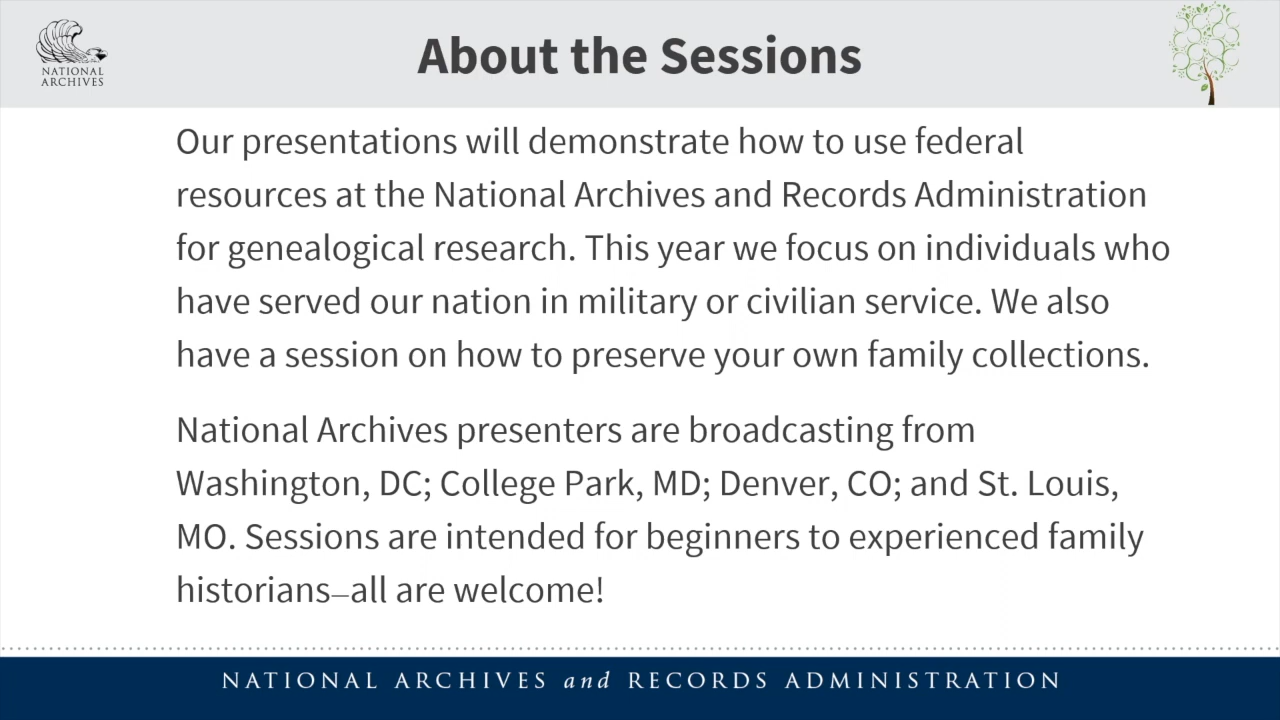 NATIONAL
ARCHIVES
About the Sessions
Our presentations will demonstrate how to use federal
resources at the National Archives and Records Administration
for genealogical research. This year we focus on individuals who
have served our nation in military or civilian service. We also
have a session on how to preserve your own family collections.
National Archives presenters are broadcasting from
Washington, DC; College Park, MD; Denver, CO; and St. Louis,
MO. Sessions are intended for beginners to experienced family
historians—all are welcome!
NATIONAL ARCHIVES and RECORDS ADMINISTRATION